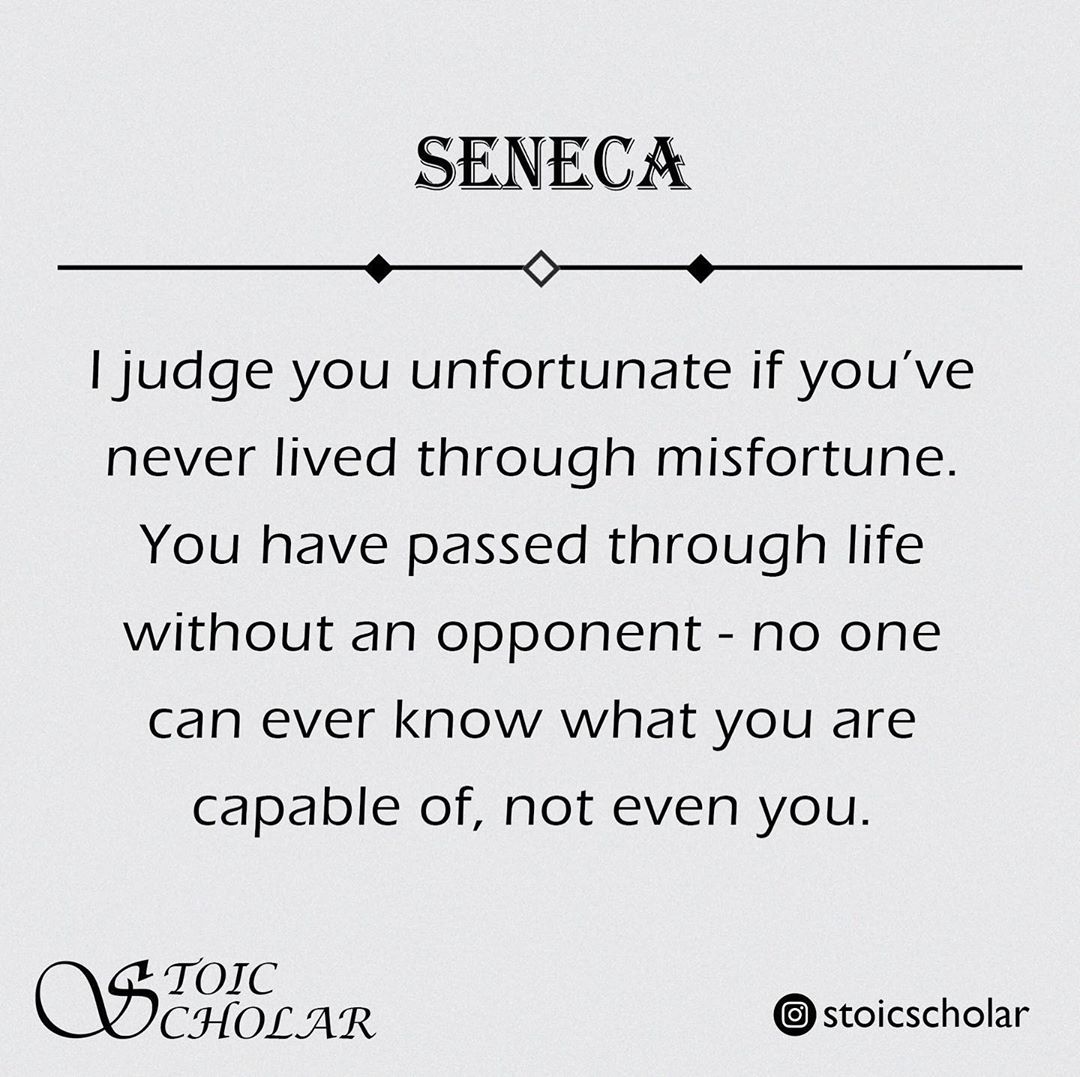 SENECA
I judge you unfortunate if you’ve
never lived through misfortune.
You have passed through life
without an opponent - no one
can ever know what you are
capable of, not even you.
STOIC
SCHOLAR
stoicscholar